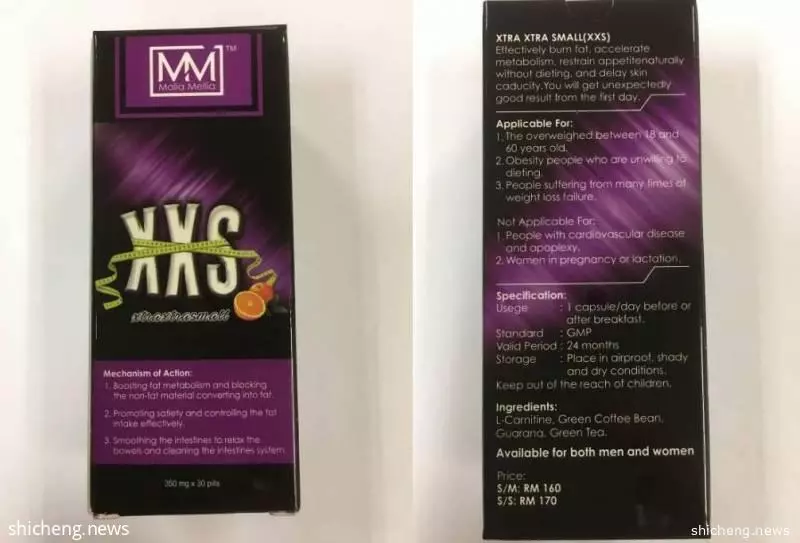 MM™
Malia Mellia
XXS
xtraxtrasmall
Mechanism of Action:
1. Boosting fat metabolism and blocking
the non-fat material converting into fat.
2. Promoting satiety and controlling the fat
intake effectively.
3. Smoothing the intestines to relax the
bowels and cleaning the intestines system.
350 mg x 30 pills
shicheng.news
XTRA XTRA SMALL(XXS)
Effectively burn fat, accelerate
metabolism, restrain appetitenaturally
without dieting, and delay skin
caducity.You will get unexpectedly
good result from the first day.
Applicable For:
1. The overweighed between 18 and
60 years old.
2. Obesity people who are unwilling to
dieting.
3. People suffering from many times of
weight loss failure.
Not Applicable For:
1. People with cardiovascular disease
and apoplexy.
2. Women in pregnancy or lactation.
Specification:
Usege : 1 capsule/day before or
after breakfast.
Standard : GMP
Valid Period : 24 months
Storage : Place in airproof, shady
and dry conditions.
Keep out of the reach of children.
Ingredients:
L-Carnitine, Green Coffee Bean,
Guarana, Green Tea.
Available for both men and women
Price:
S/M: RM 160
S/S: RM 170
shicheng.news